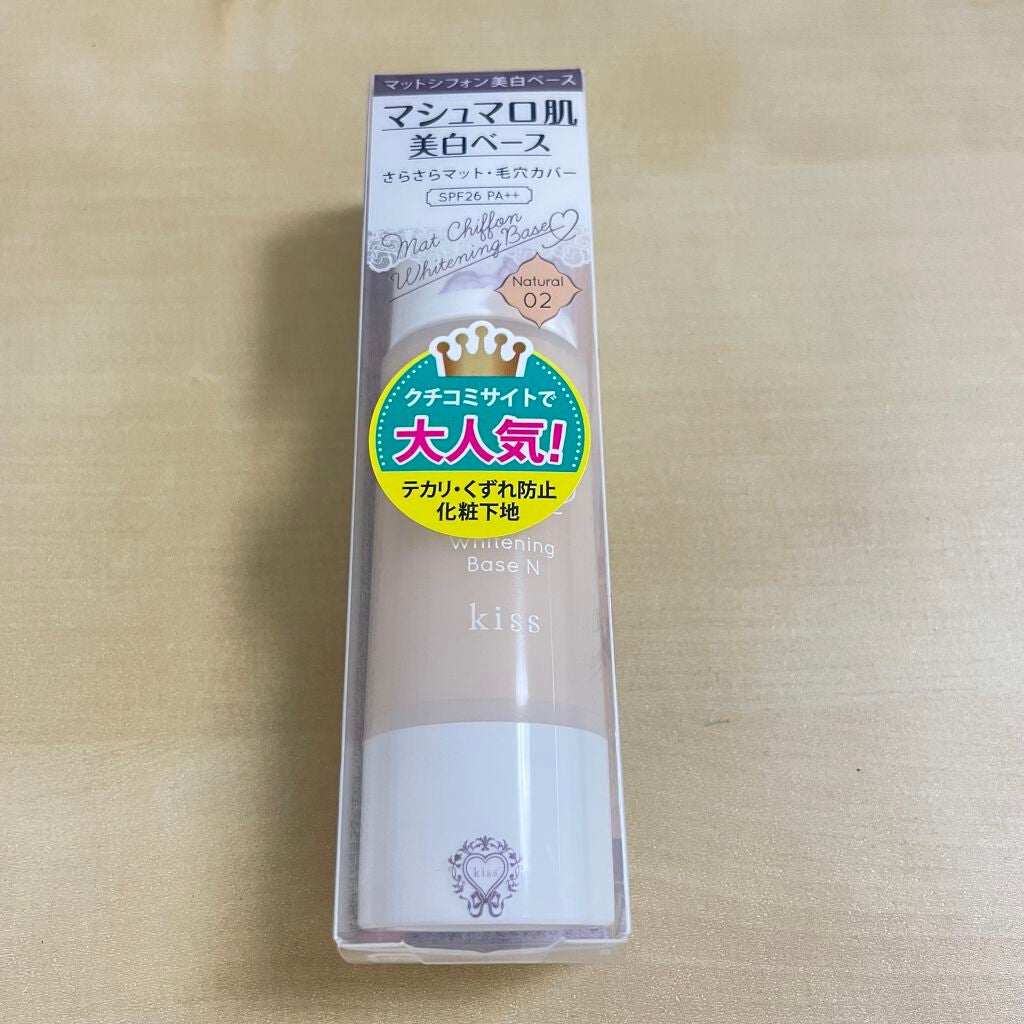 マットシフォン美白ベース
マシュマロ肌
美白ベース
さらさらマット・毛穴カバー
SPF26 PA++
Mat Chiffon
Whitening Base
Natural
02
クチコミサイトで
大人気!
テカリ・くずれ防止
化粧下地
Whitening
Base N
kiss
kiss